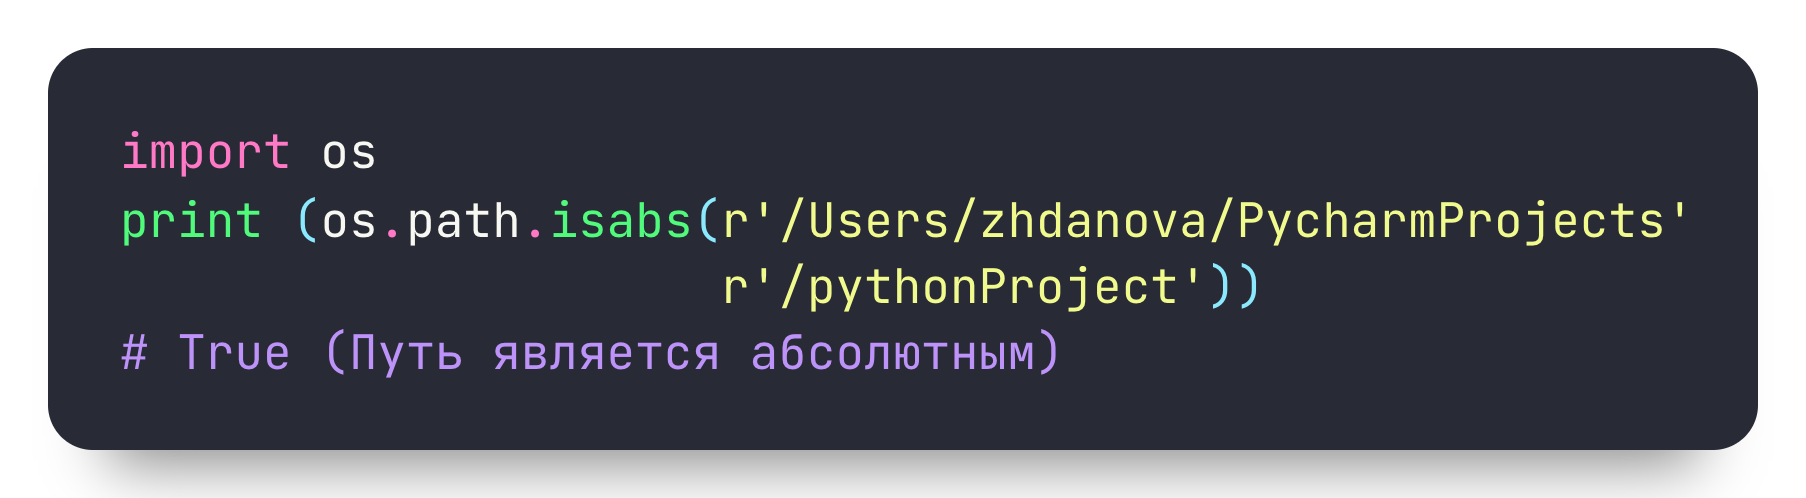 import os
print (os.path.isabs(r'/Users/zhdanova/PycharmProjects'
r'/pythonProject'))
# True (Путь является абсолютным)